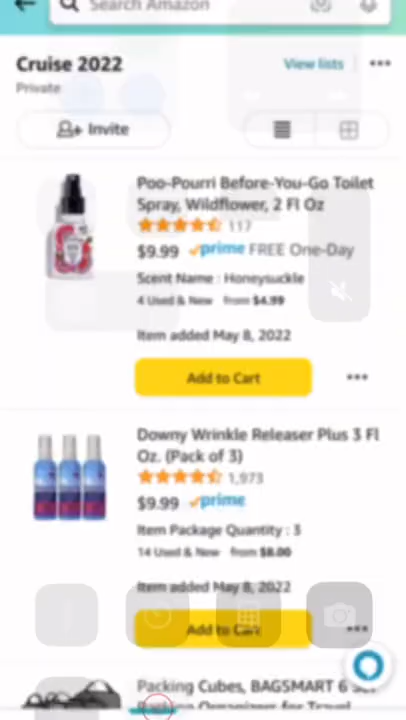 Search Amazon
Cruise 2022
View lists
Private
Invite
Poo-Pourri Before-You-Go Toilet
Spray, Wildflower, 2 Fl Oz
117
$9.99 prime FREE One-Day
Scent Name : Honeysuckle
4 Used & New from $4.99
Item added May 8, 2022
Add to Cart
Downy Wrinkle Releaser Plus 3 Fl
Oz. (Pack of 3)
1,973
$9.99 prime
Item Package Quantity : 3
14 Used & New from $8.00
Item added May 8, 2022
Add to Cart
Packing Cubes, BAGSMART 6 Set
Packing Organizers for Travel